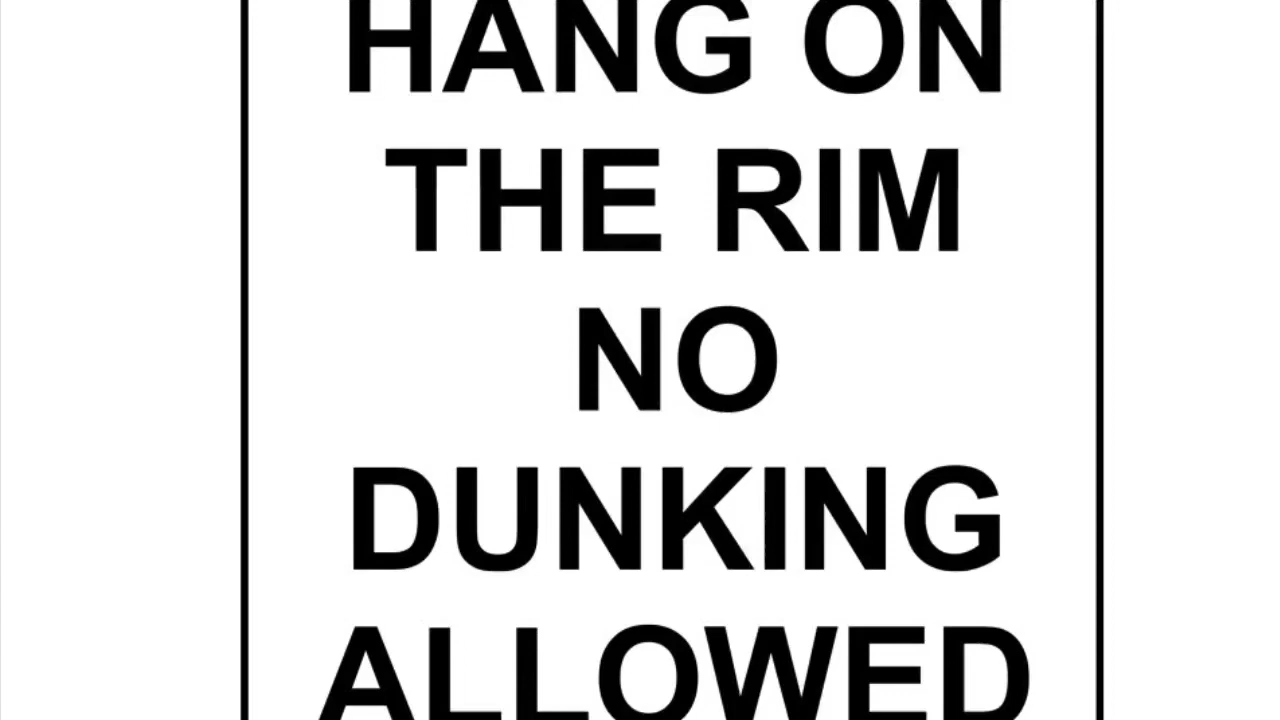 HANG ON
THE RIM
NO
DUNKING
ALLOWED